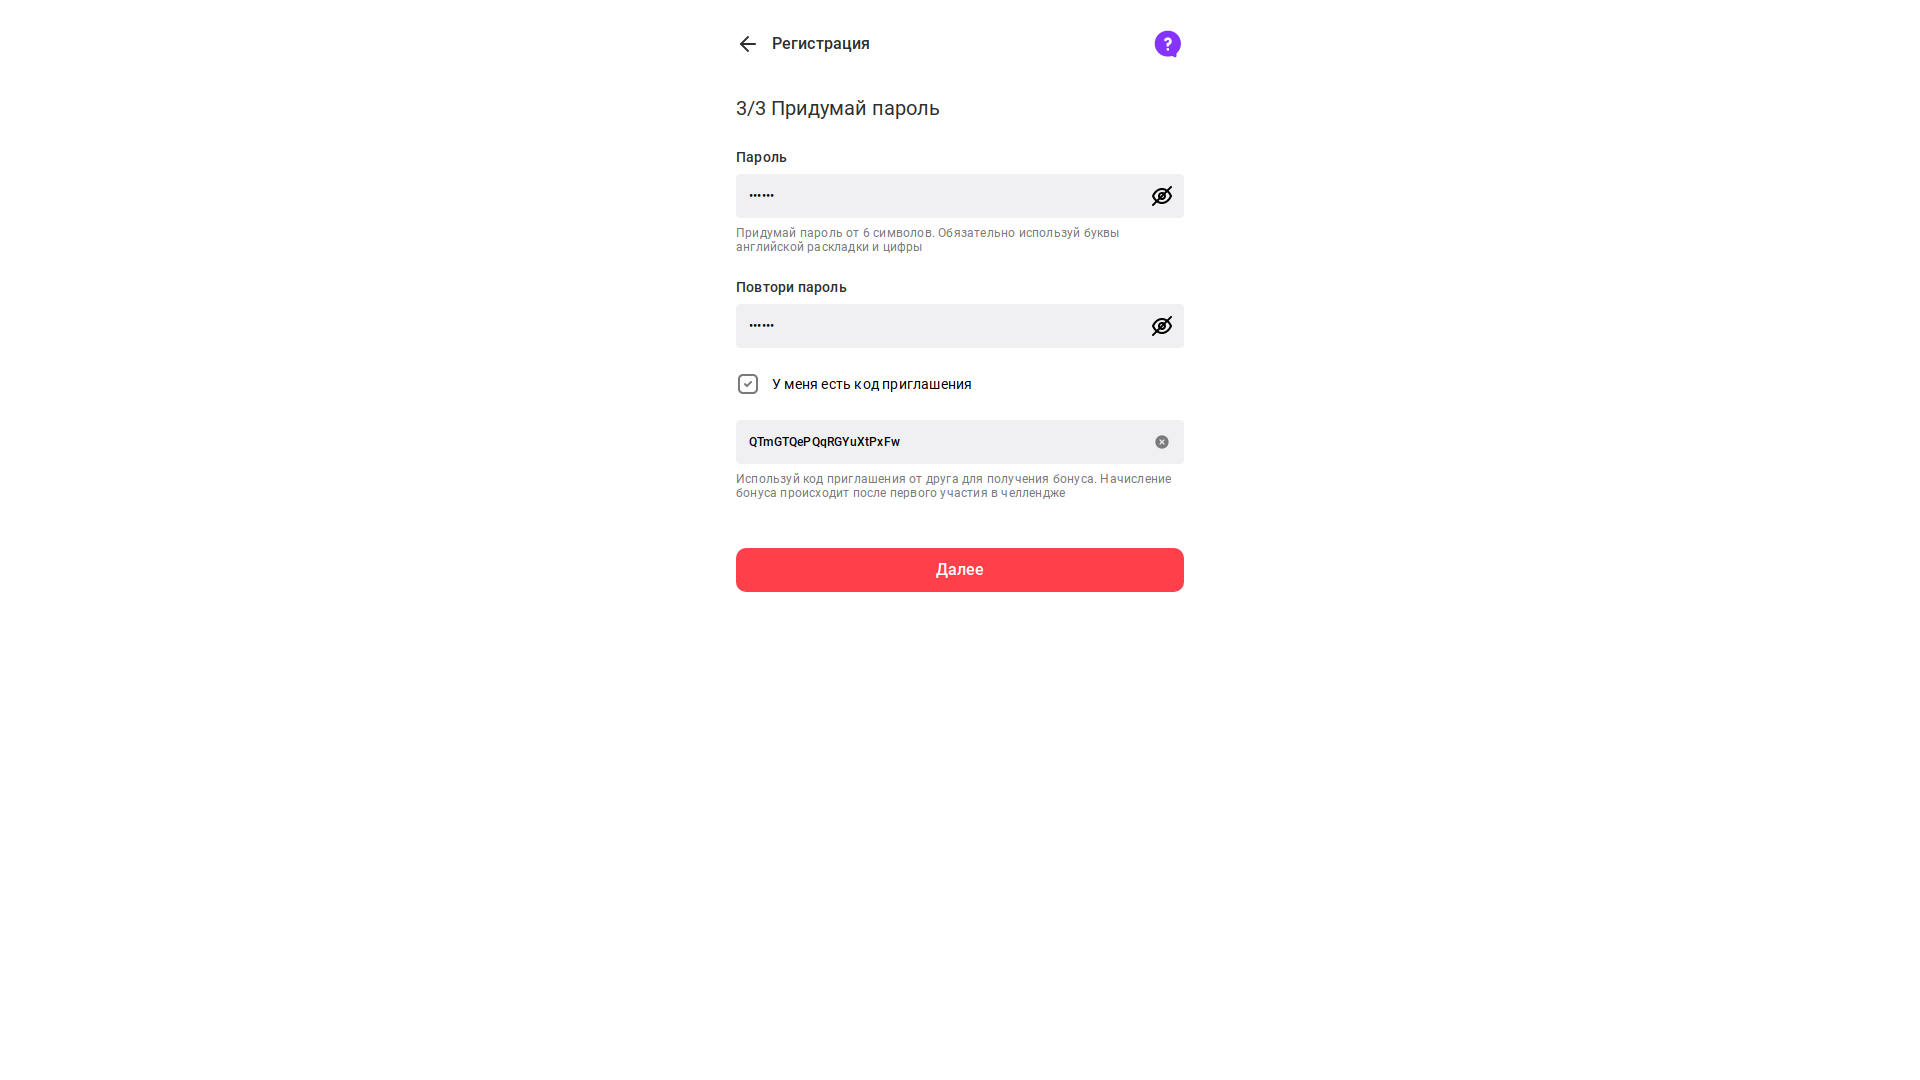 Регистрация
3/3 Придумай пароль
Пароль
••••••
Придумай пароль от 6 символов. Обязательно используй буквы
английской раскладки и цифры
Повтори пароль
••••••
У меня есть код приглашения
QTmGTQePQqRGYuXtPxFw
Используй код приглашения от друга для получения бонуса. Начисление
бонуса происходит после первого участия в челлендже
Далее